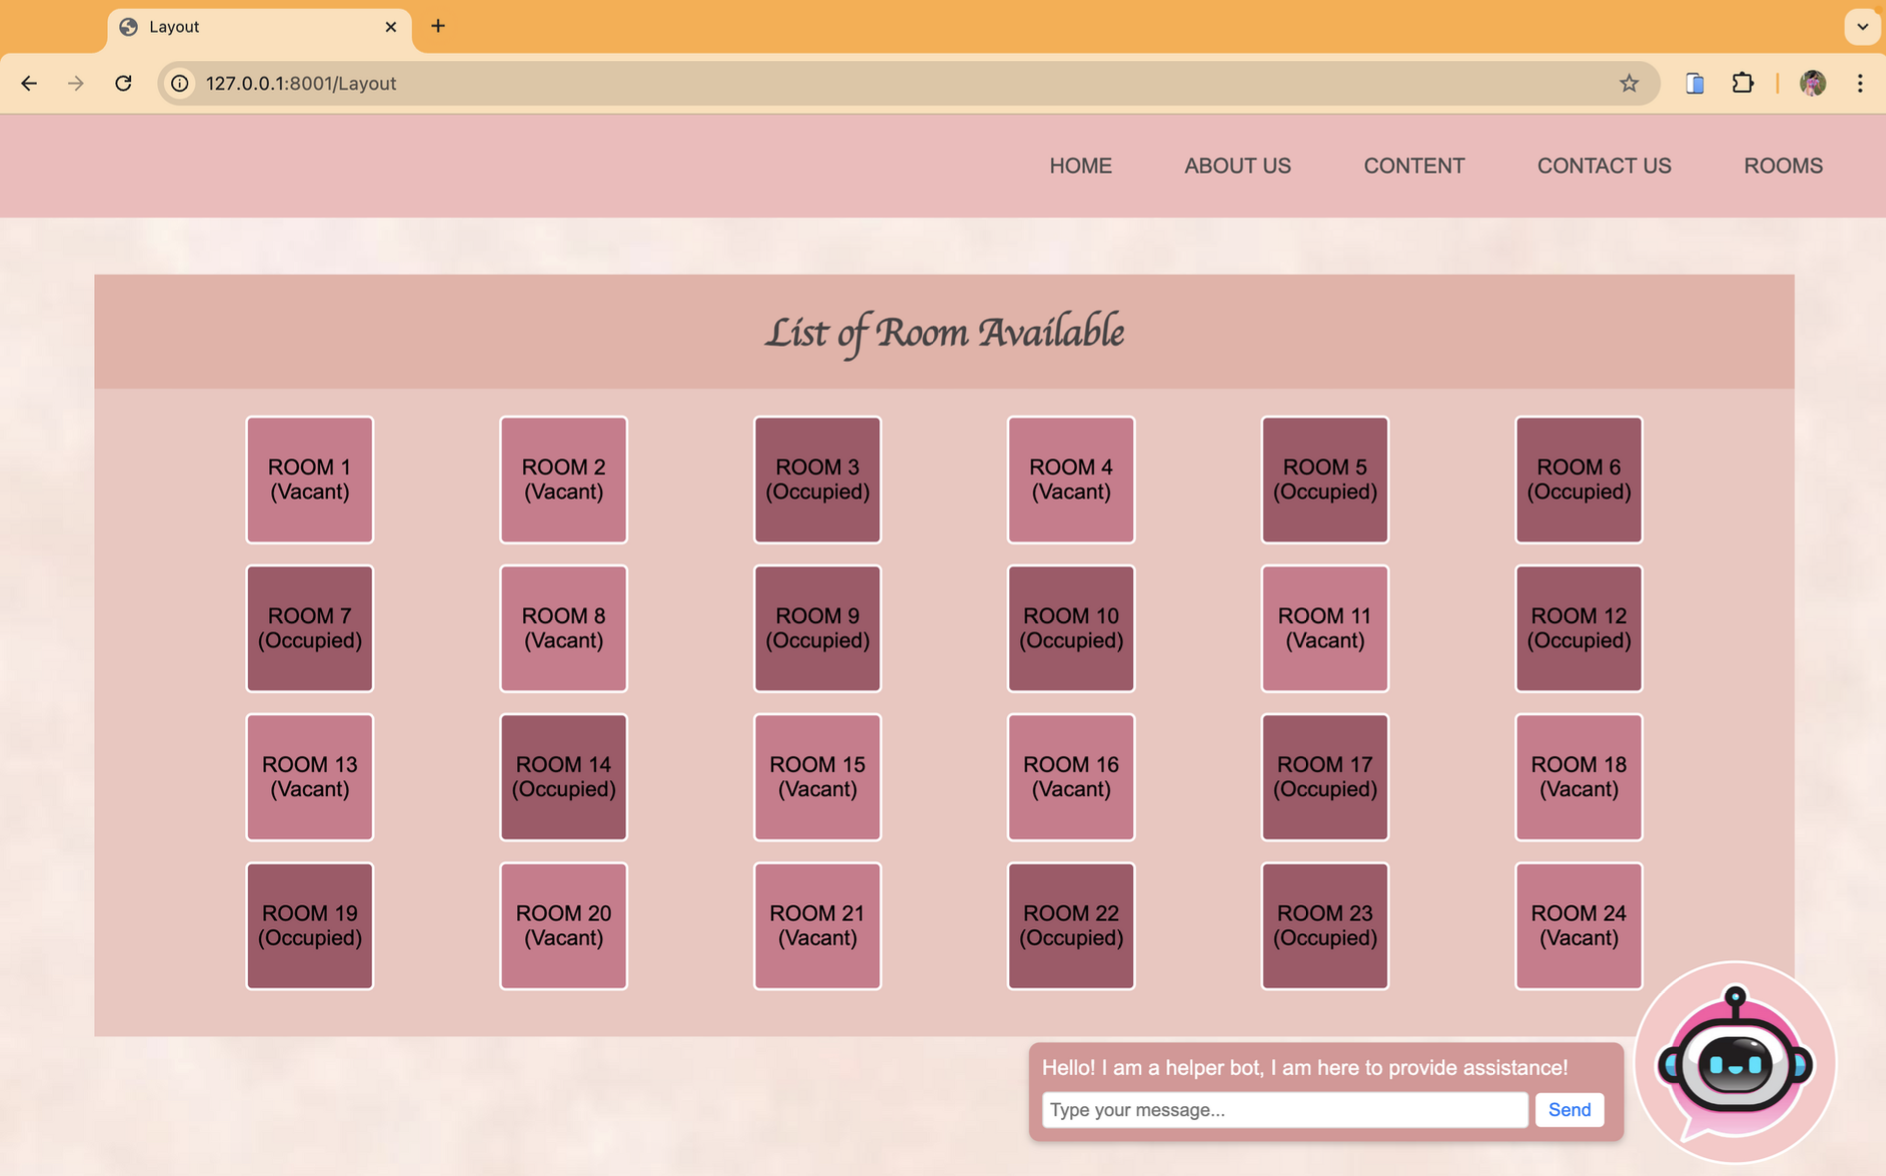 Layout
127.0.0.1:8001/Layout
HOME ABOUT US CONTENT CONTACT US ROOMS
List of Room Available
ROOM 1
(Vacant)
ROOM 2
(Vacant)
ROOM 3
(Occupied)
ROOM 4
(Vacant)
ROOM 5
(Occupied)
ROOM 6
(Occupied)
ROOM 7
(Occupied)
ROOM 8
(Vacant)
ROOM 9
(Occupied)
ROOM 10
(Occupied)
ROOM 11
(Vacant)
ROOM 12
(Occupied)
ROOM 13
(Vacant)
ROOM 14
(Occupied)
ROOM 15
(Vacant)
ROOM 16
(Vacant)
ROOM 17
(Occupied)
ROOM 18
(Vacant)
ROOM 19
(Occupied)
ROOM 20
(Vacant)
ROOM 21
(Vacant)
ROOM 22
(Occupied)
ROOM 23
(Occupied)
ROOM 24
(Vacant)
Hello! I am a helper bot, I am here to provide assistance!
Type your message... Send